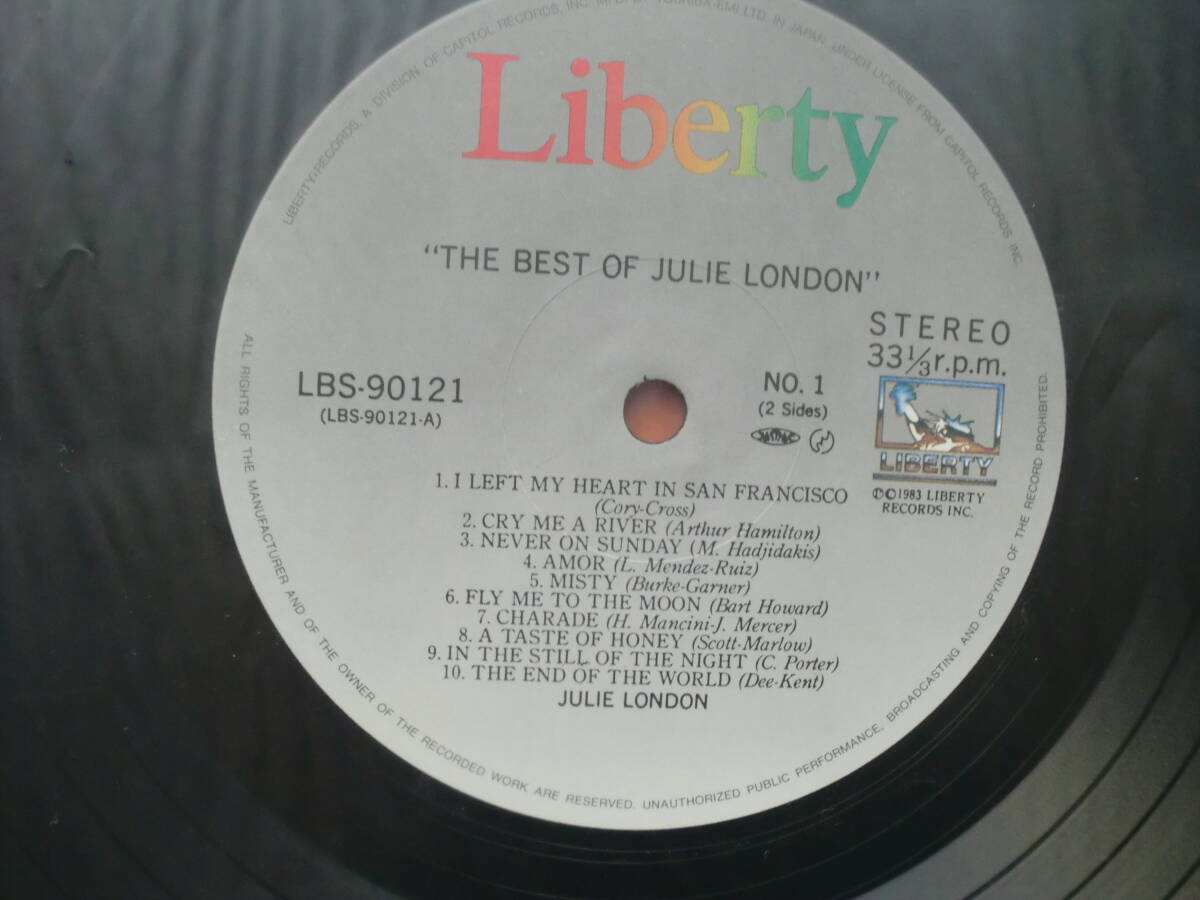 LIBERTY RECORDS, A DIVISION OF CAPITOL RECORDS, INC. MFD. BY TOSHIBA-EMI LTD. IN JAPAN UNDER LICENSE FROM CAPITOL RECORDS INC.
Liberty
"THE BEST OF JULIE LONDON"
STEREO
33 1/3 r.p.m.
LBS-90121
(LBS-90121-A)
NO. 1
(2 Sides)
LIBERTY
℗©1983 LIBERTY
RECORDS INC.
1. I LEFT MY HEART IN SAN FRANCISCO
(Cory-Cross)
2. CRY ME A RIVER (Arthur Hamilton)
3. NEVER ON SUNDAY (M. Hadjidakis)
4. AMOR (L. Mendez-Ruiz)
5. MISTY (Burke-Garner)
6. FLY ME TO THE MOON (Bart Howard)
7. CHARADE (H. Mancini-J. Mercer)
8. A TASTE OF HONEY (Scott-Marlow)
9. IN THE STILL OF THE NIGHT (C. Porter)
10. THE END OF THE WORLD (Dee-Kent)
JULIE LONDON
ALL RIGHTS OF THE MANUFACTURER AND OF THE OWNER OF THE RECORDED WORK ARE RESERVED. UNAUTHORIZED PUBLIC PERFORMANCE, BROADCASTING AND COPYING OF THE RECORD PROHIBITED.